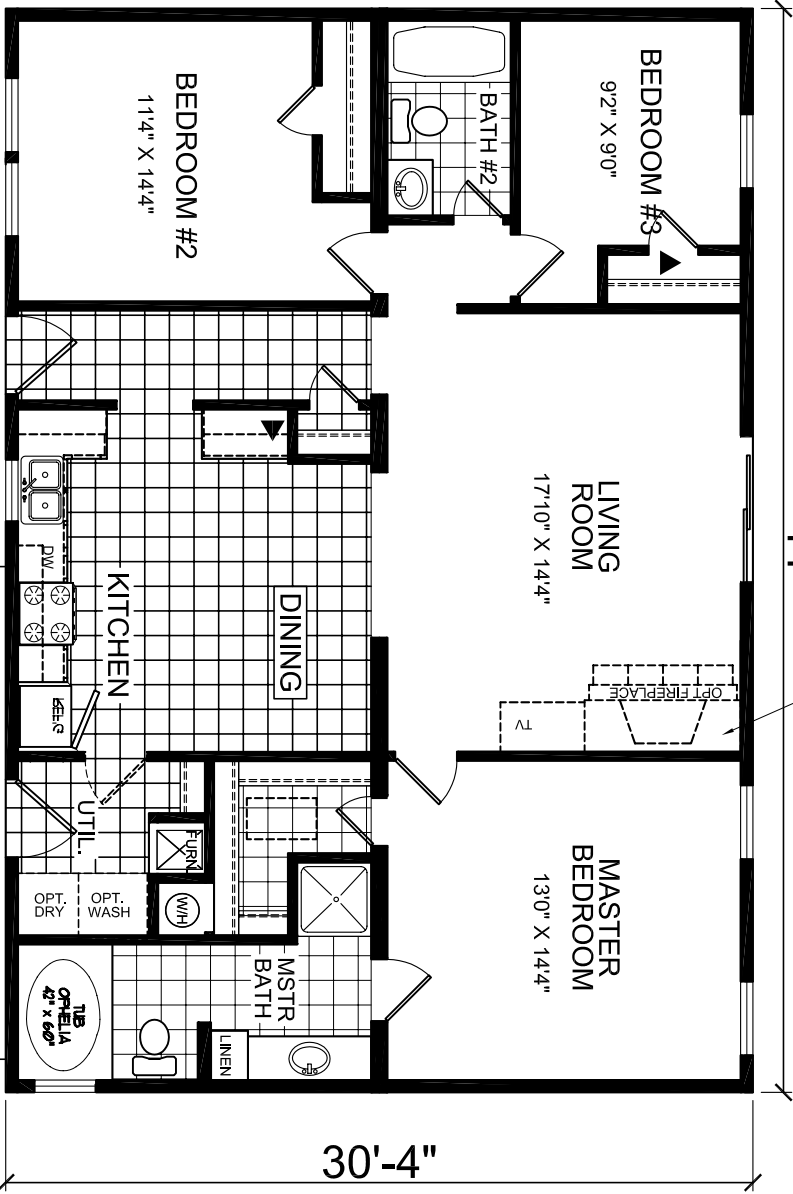 BEDROOM #2
11'4" X 14'4"
BATH #2
BEDROOM #3
9'2" X 9'0"
LIVING
ROOM
17'10" X 14'4"
OPT FIREPLACE
TV
DINING
KITCHEN
DW
REFG
UTIL.
FURN.
W/H
OPT.
DRY
OPT.
WASH
MASTER
BEDROOM
13'0" X 14'4"
MSTR
BATH
LINEN
TUB
OPHELIA
42" x 60"
30'-4"